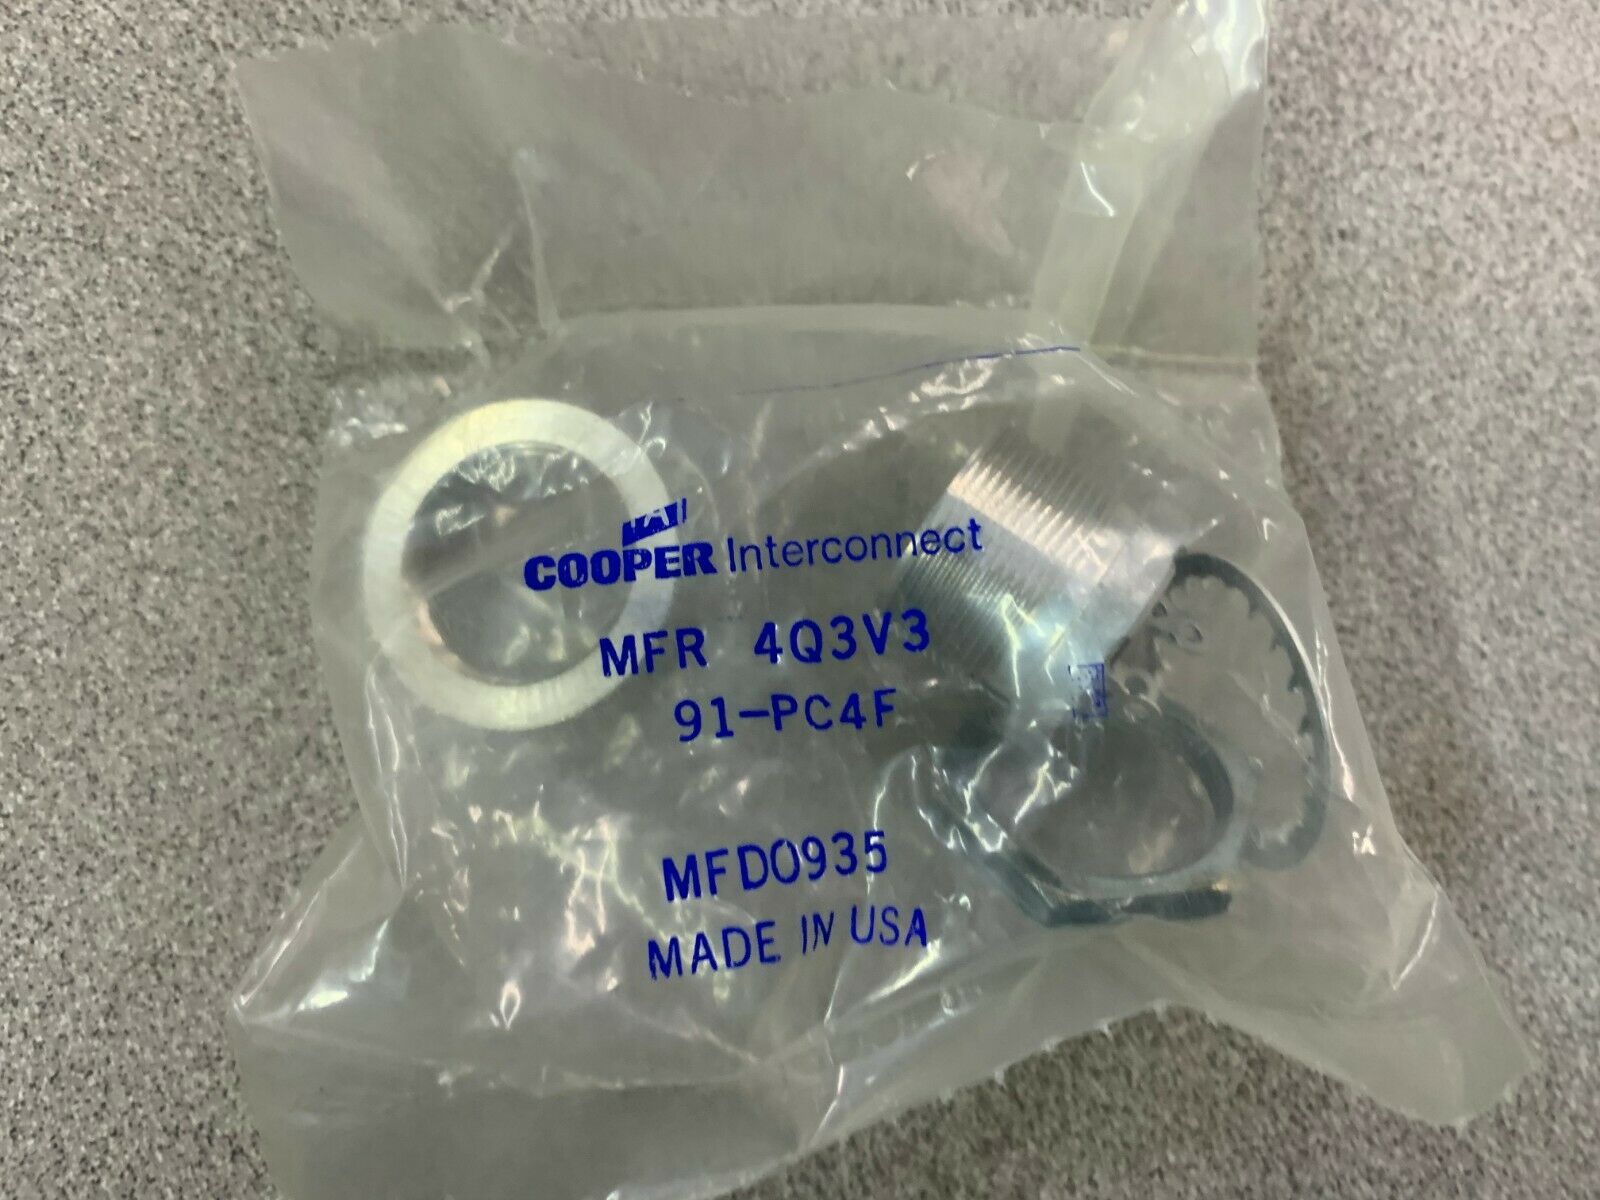 COOPER Interconnect
MFR 4Q3V3
91-PC4F
MFD0935
MADE IN USA